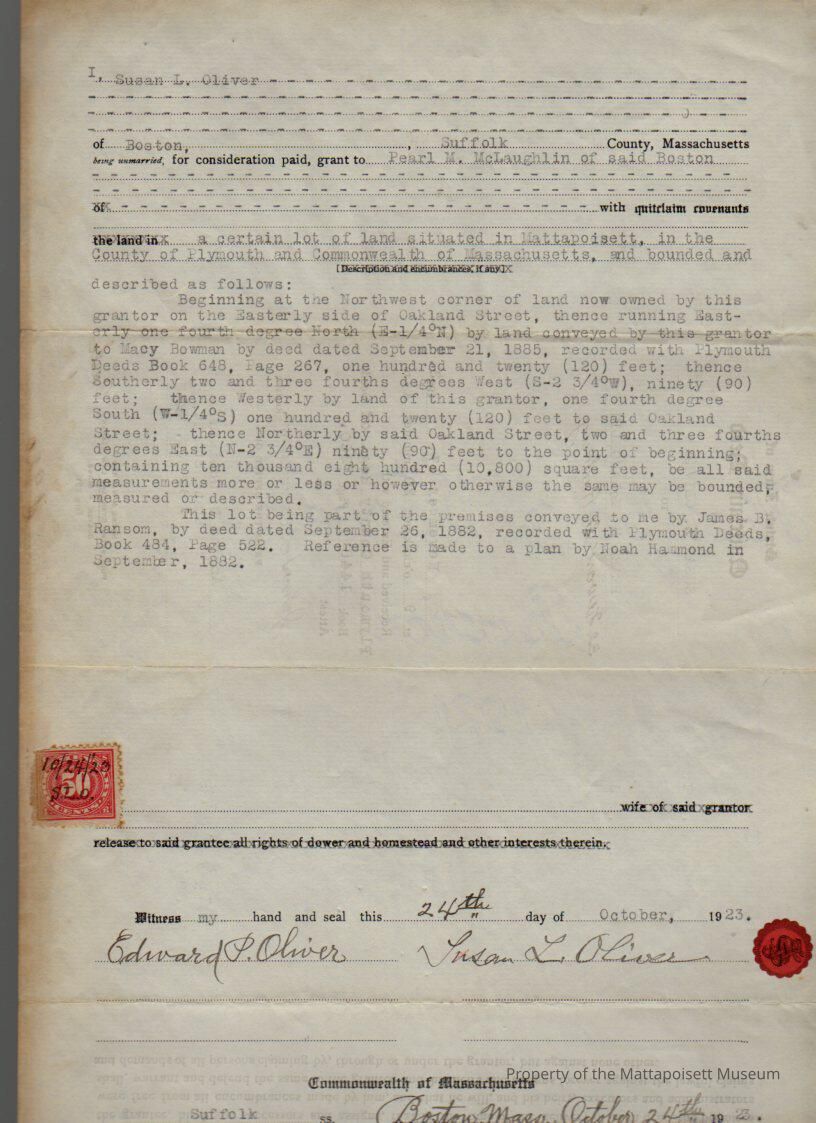 I, Susan L. Oliver
of Boston, , Suffolk County, Massachusetts
being unmarried, for consideration paid, grant to Pearl M. McLaughlin of said Boston
of with quitclaim covenants
the land in a certain lot of land situated in Mattapoisett, in the
County of Plymouth and Commonwealth of Massachusetts, and bounded and
[Description and encumbrances, if any]
described as follows:
Beginning at the Northwest corner of land now owned by this
grantor on the Easterly side of Oakland Street, thence running East-
erly one fourth degree North (E-1/4°N) by land conveyed by this grantor
to Macy Bowman by deed dated September 21, 1885, recorded with Plymouth
Deeds Book 648, Page 267, one hundred and twenty (120) feet; thence
Southerly two and three fourths degrees West (S-2 3/4°W), ninety (90)
feet; thence Westerly by land of this grantor, one fourth degree
South (W-1/4°S) one hundred and twenty (120) feet to said Oakland
Street; thence Northerly by said Oakland Street, two and three fourths
degrees East (N-2 3/4°E) ninety (90) feet to the point of beginning;
containing ten thousand eight hundred (10,800) square feet, be all said
measurements more or less or however otherwise the same may be bounded,
measured or described.
This lot being part of the premises conveyed to me by James B.
Ransom, by deed dated September 26, 1882, recorded with Plymouth Deeds,
Book 484, Page 522. Reference is made to a plan by Noah Hammond in
September, 1882.
10/24/23
50
S.L.O.
wife of said grantor
release to said grantee all rights of dower and homestead and other interests therein.
Witness my hand and seal this 24th day of October, 1923.
Edward P. Oliver Susan L. Oliver
Property of the Mattapoisett Museum
Commonwealth of Massachusetts
Suffolk ss. Boston, Mass, October 24th 1923.